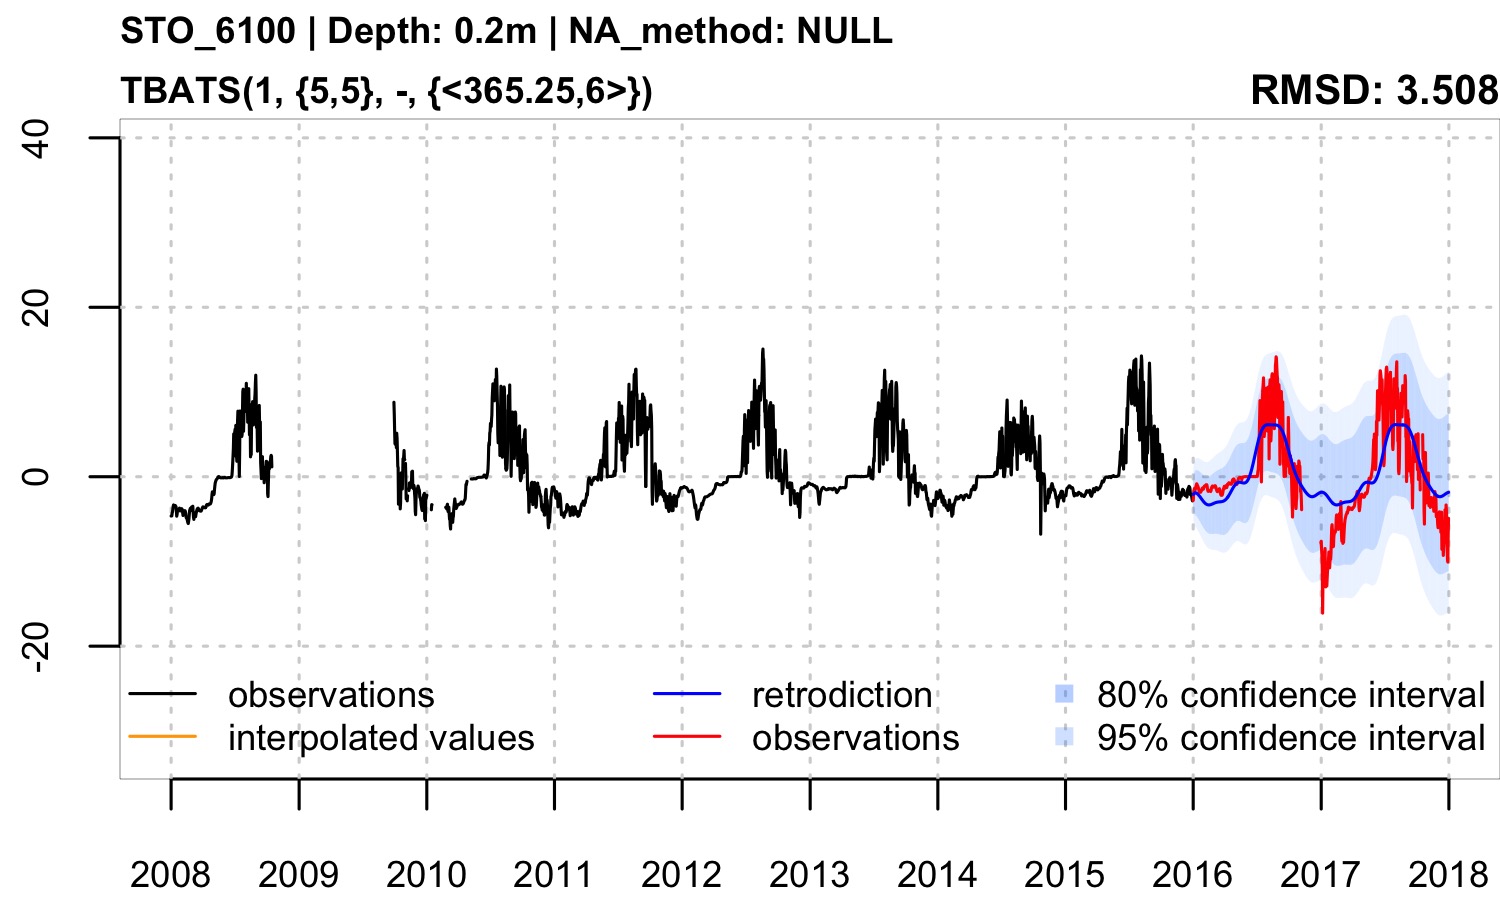 STO_6100 | Depth: 0.2m | NA_method: NULL
TBATS(1, {5,5}, -, {<365.25,6>})
RMSD: 3.508
40
20
0
-20
observations
interpolated values
retrodiction
observations
80% confidence interval
95% confidence interval
2008 2009 2010 2011 2012 2013 2014 2015 2016 2017 2018